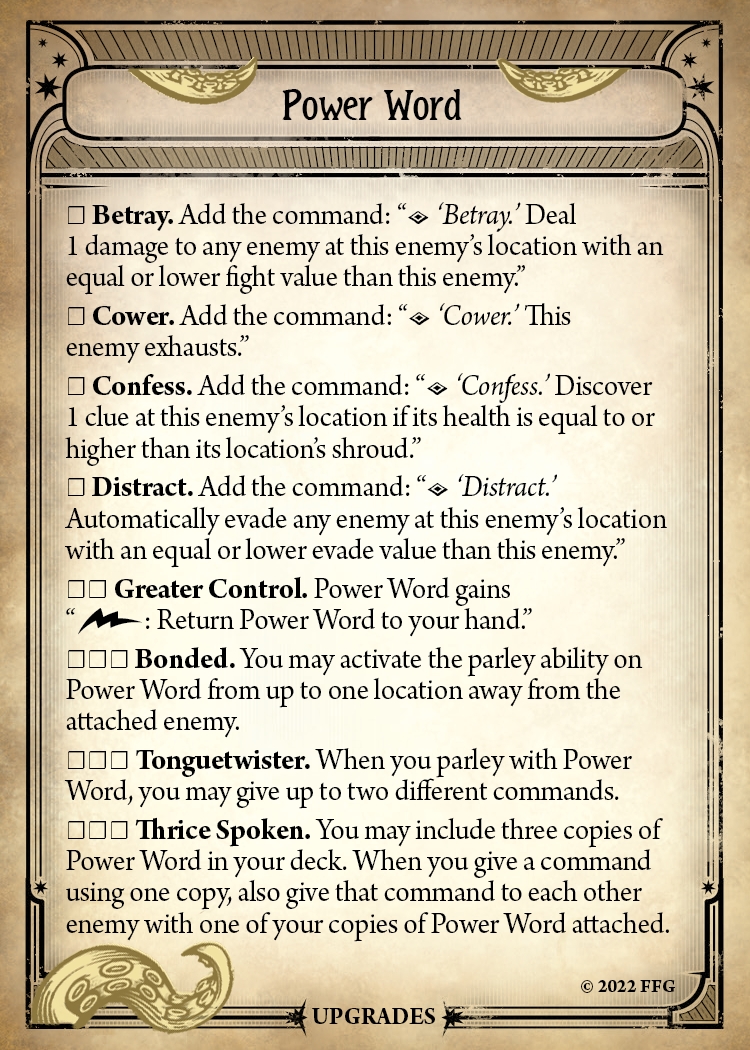 Power Word
☐ Betray. Add the command: “⟐ ‘Betray.’ Deal
1 damage to any enemy at this enemy’s location with an
equal or lower fight value than this enemy.”
☐ Cower. Add the command: “⟐ ‘Cower.’ This
enemy exhausts.”
☐ Confess. Add the command: “⟐ ‘Confess.’ Discover
1 clue at this enemy’s location if its health is equal to or
higher than its location’s shroud.”
☐ Distract. Add the command: “⟐ ‘Distract.’
Automatically evade any enemy at this enemy’s location
with an equal or lower evade value than this enemy.”
☐☐ Greater Control. Power Word gains
“ : Return Power Word to your hand.”
☐☐☐ Bonded. You may activate the parley ability on
Power Word from up to one location away from the
attached enemy.
☐☐☐ Tonguetwister. When you parley with Power
Word, you may give up to two different commands.
☐☐☐ Thrice Spoken. You may include three copies of
Power Word in your deck. When you give a command
using one copy, also give that command to each other
enemy with one of your copies of Power Word attached.
© 2022 FFG
UPGRADES